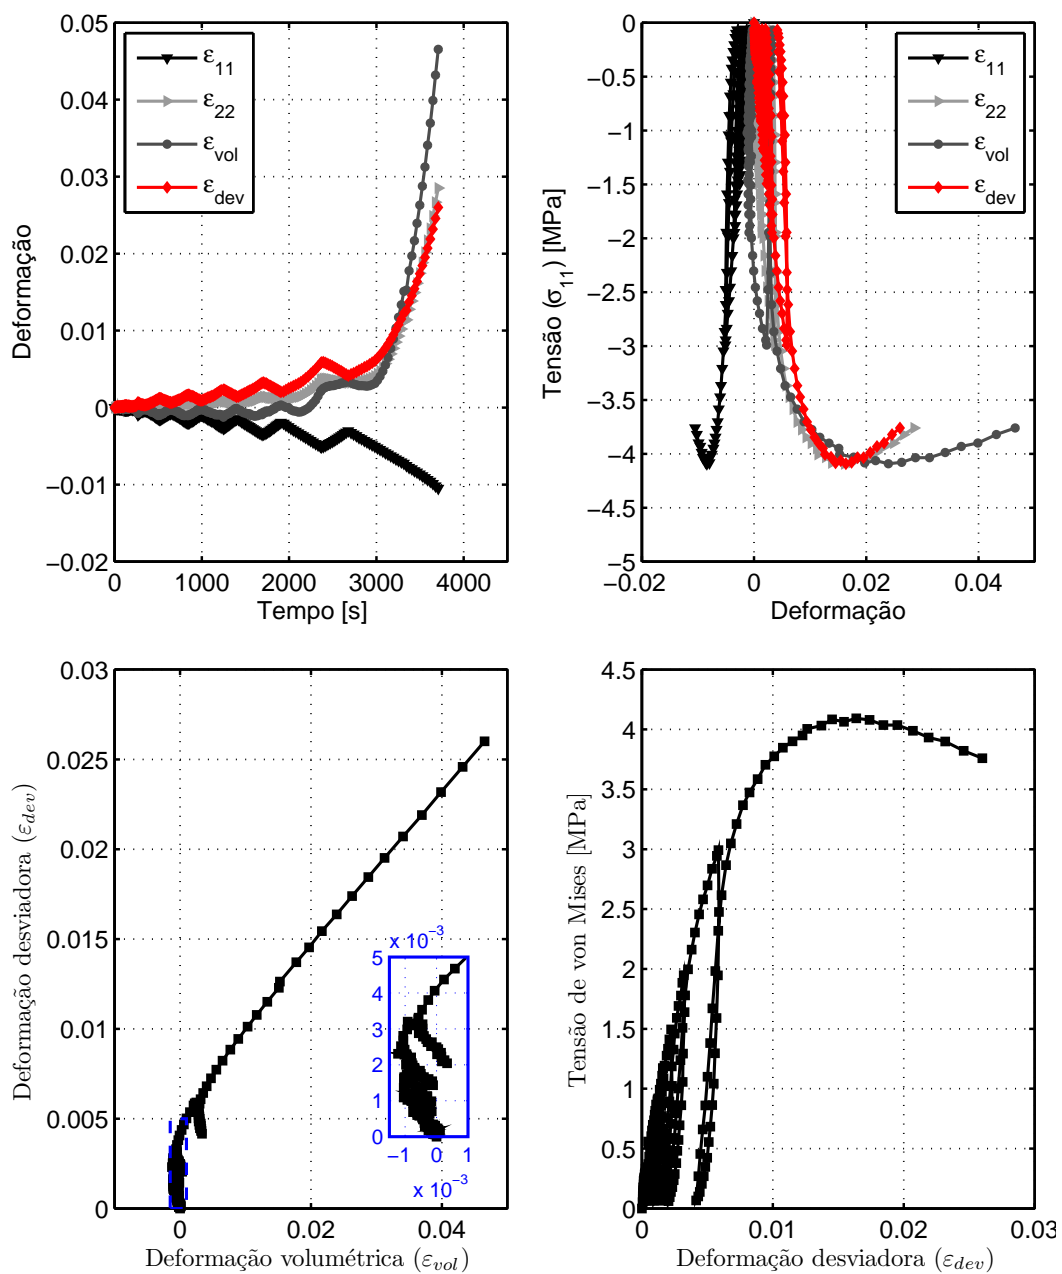 0.05
0.04
0.03
0.02
0.01
0
−0.01
−0.02
Deformação
ε11
ε22
εvol
εdev
0 1000 2000 3000 4000
Tempo [s]
0
−0.5
−1
−1.5
−2
−2.5
−3
−3.5
−4
−4.5
−5
Tensão (σ11) [MPa]
ε11
ε22
εvol
εdev
−0.02 0 0.02 0.04
Deformação
0.03
0.025
0.02
0.015
0.01
0.005
0
Deformação desviadora (εdev)
x 10−3
5
4
3
2
1
0
−1 0 1
x 10−3
0 0.02 0.04
Deformação volumétrica (εvol)
4.5
4
3.5
3
2.5
2
1.5
1
0.5
0
Tensão de von Mises [MPa]
0 0.01 0.02 0.03
Deformação desviadora (εdev)